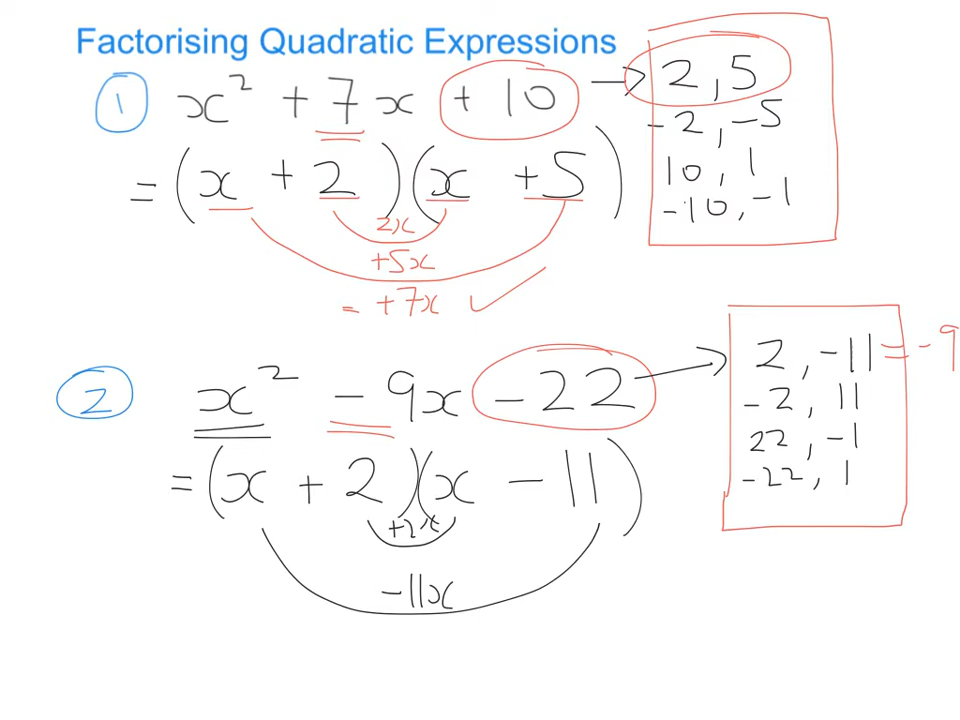 Factorising Quadratic Expressions
1 x² + 7x + 10 → 2, 5
-2, -5
10, 1
-10, -1
= (x + 2)(x + 5)
2x
+5x
= +7x ✓
2 x² - 9x - 22 → 2, -11 = -9
-2, 11
22, -1
-22, 1
= (x + 2)(x - 11)
+2x
-11x